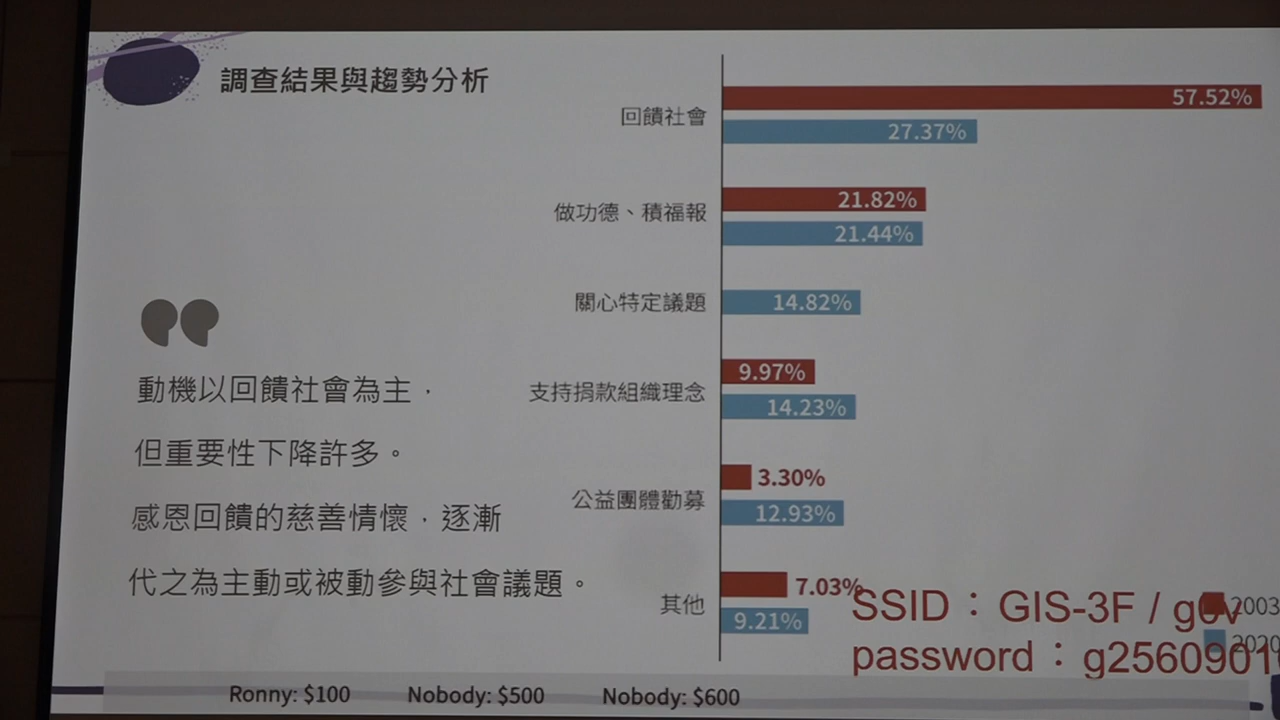 調查結果與趨勢分析
動機以回饋社會為主，
但重要性下降許多。
感恩回饋的慈善情懷，逐漸
代之為主動或被動參與社會議題。
回饋社會
57.52%
27.37%
做功德、積福報
21.82%
21.44%
關心特定議題
14.82%
支持捐款組織理念
9.97%
14.23%
公益團體勸募
3.30%
12.93%
其他
7.03%
9.21%
2003
2020
SSID：GIS-3F / gov
password：g2560901
Ronny: $100 Nobody: $500 Nobody: $600